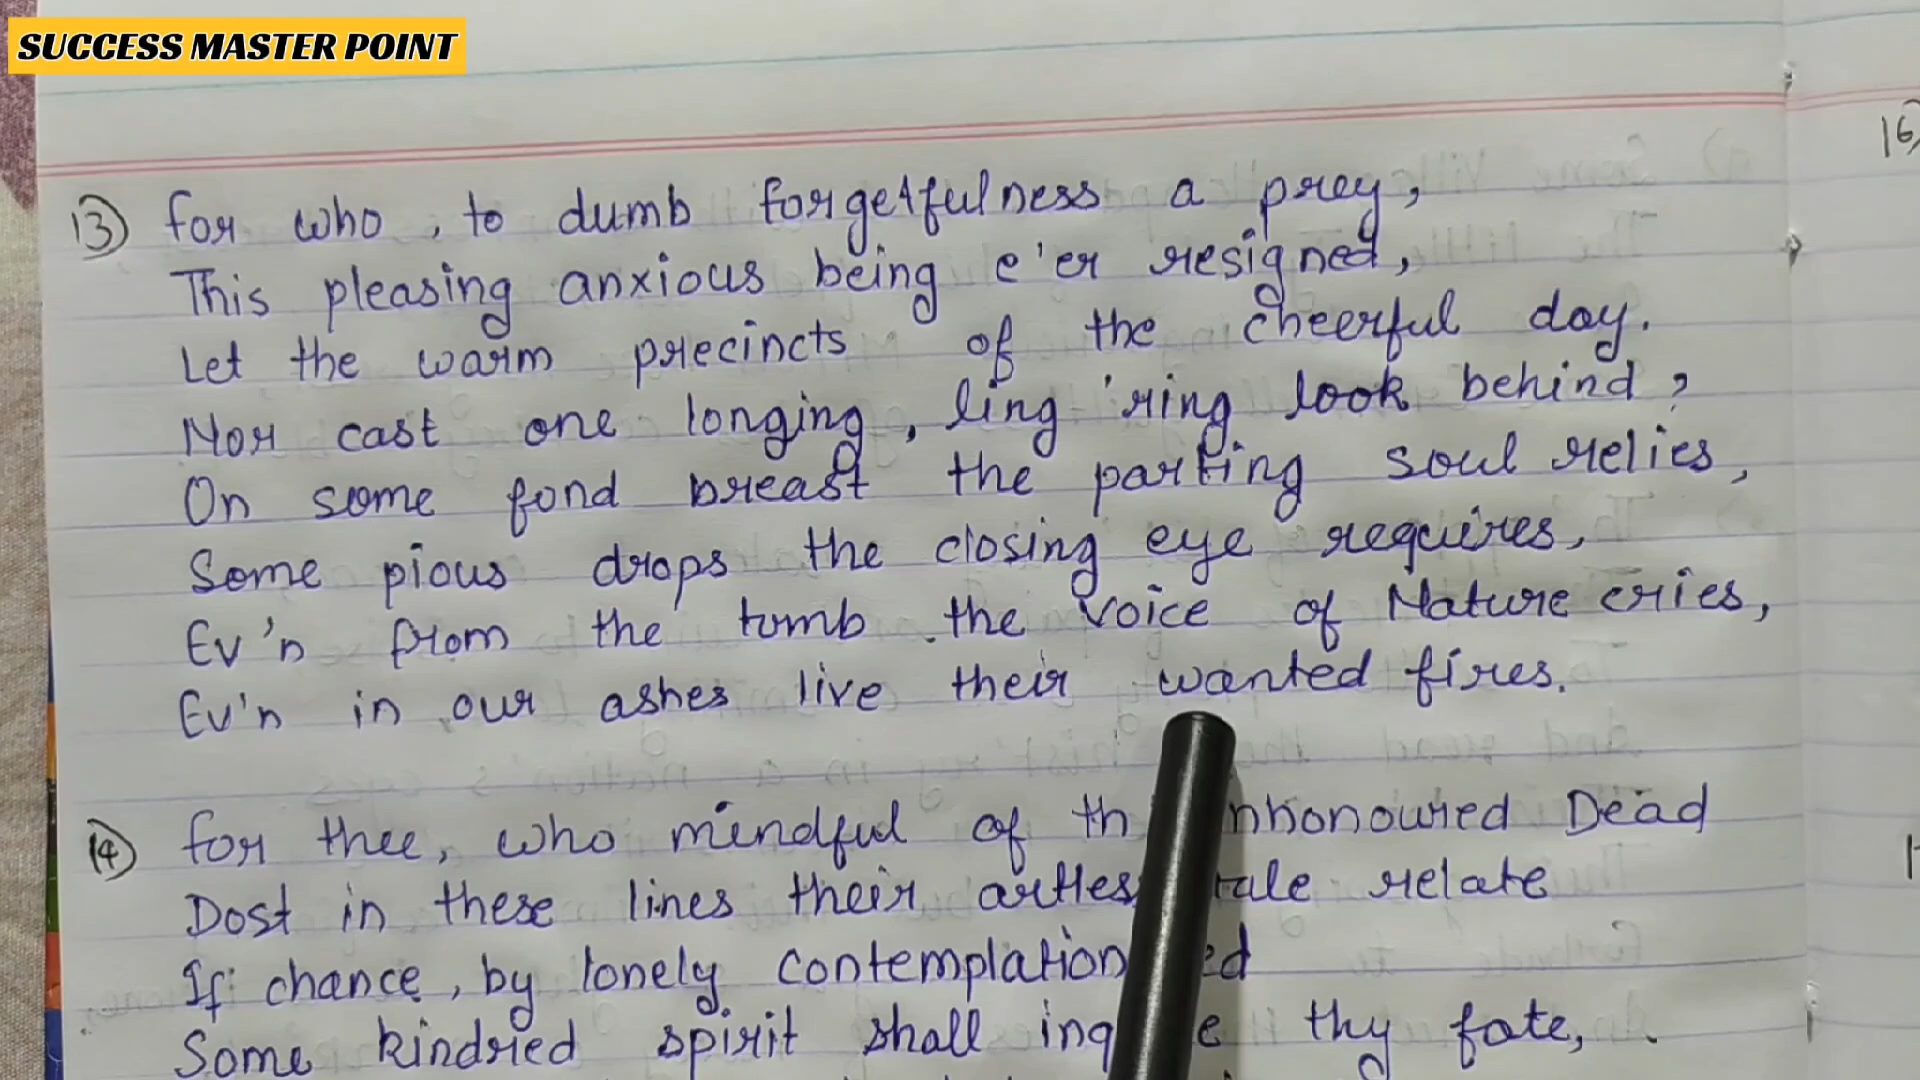 SUCCESS MASTER POINT
16)
13) for who, to dumb forgetfulness a prey,
This pleasing anxious being e'er resigned,
Let the warm precincts of the cheerful day.
Nor cast one longing, ling'ring look behind?
On some fond breast the parting soul relies,
Some pious drops the closing eye requires,
Ev'n from the tomb the voice of Nature cries,
Ev'n in our ashes live their wanted fires.
14) for thee, who mindful of th nhonoured Dead
Dost in these lines their artless tale relate
If chance, by lonely contemplation ed
Some kindred spirit shall inq e thy fate,